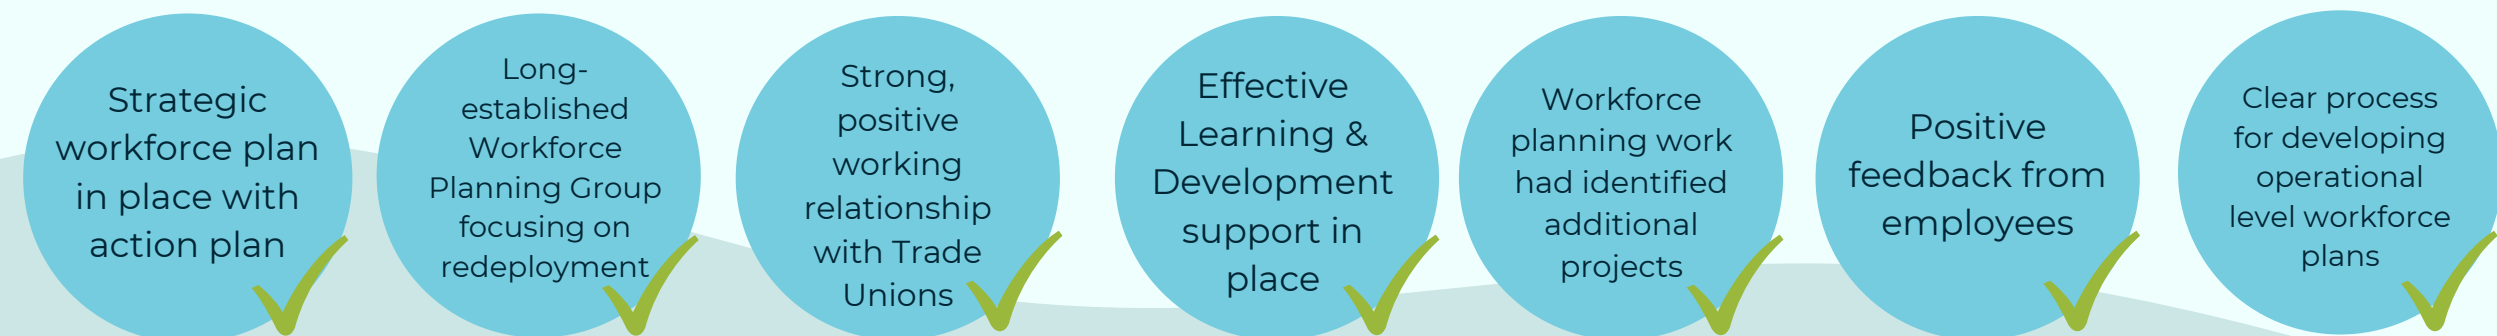 Strategic
workforce plan
in place with
action plan
Long-
established
Workforce
Planning Group
focusing on
redeployment
Strong,
positive
working
relationship
with Trade
Unions
Effective
Learning &
Development
support in
place
Workforce
planning work
had identified
additional
projects
Positive
feedback from
employees
Clear process
for developing
operational
level workforce
plans